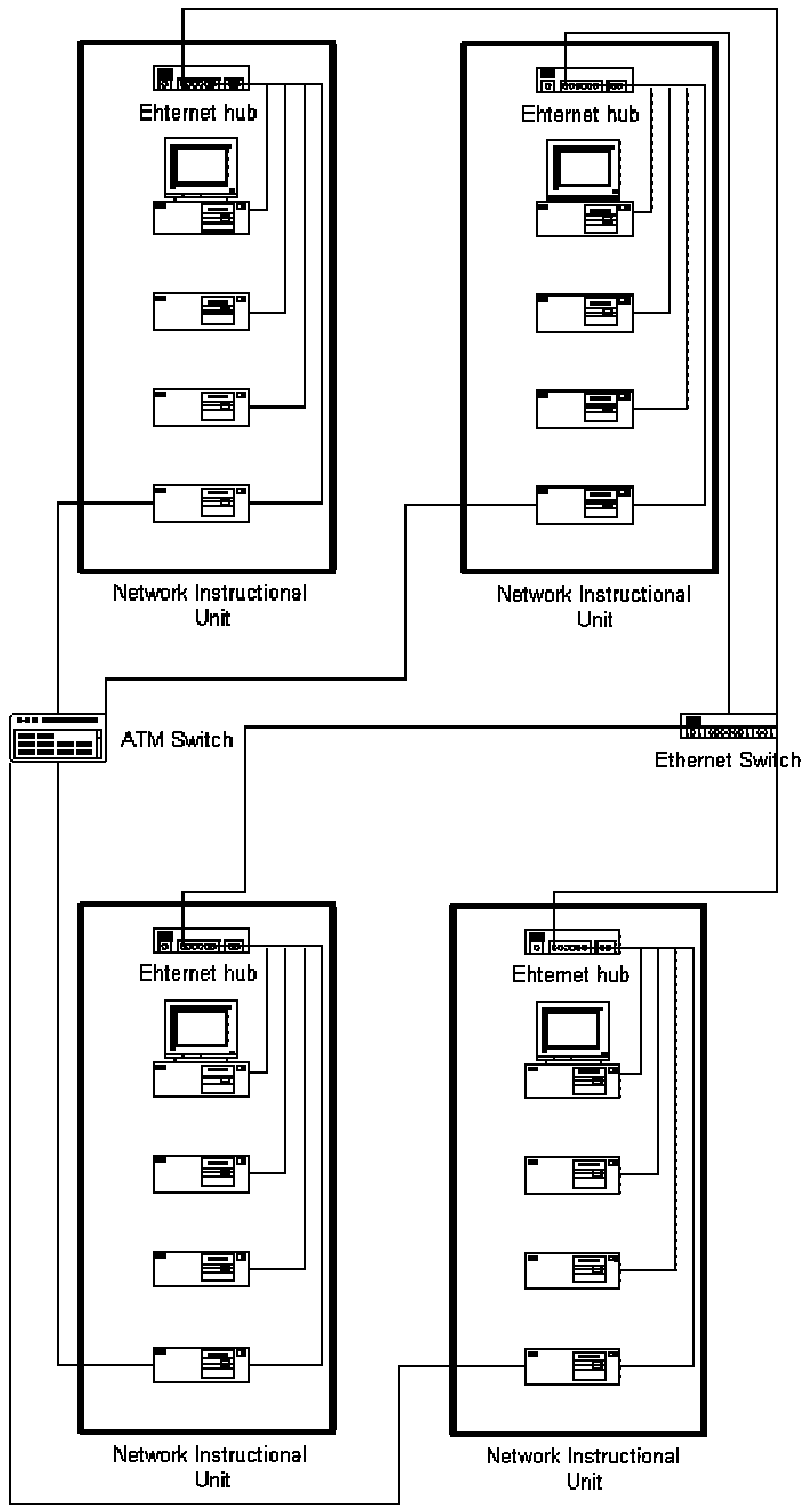 Ehternet hub
Ehternet hub
Network Instructional
Unit
Network Instructional
Unit
ATM Switch
Ethernet Switch
Ehternet hub
Ehternet hub
Network Instructional
Unit
Network Instructional
Unit